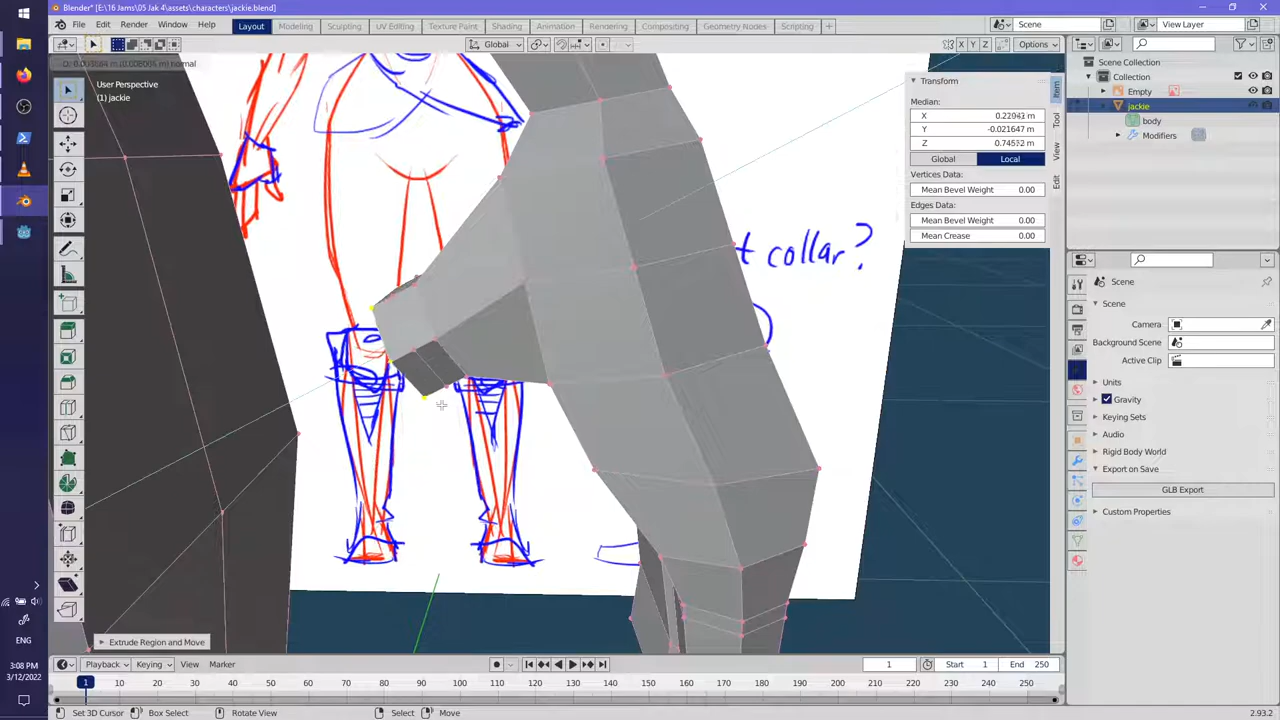 Blender* [E:\16 Jams\05 Jak 4\assets\characters\jackie.blend]
File Edit Render Window Help Layout Modeling Sculpting UV Editing Texture Paint Shading Animation Rendering Compositing Geometry Nodes Scripting + Scene View Layer
Global X Y Z Options
User Perspective
(1) jackie
t collar?
Transform
Median:
X 0.22943 m
Y -0.021647 m
Z 0.74532 m
Global Local
Vertices Data:
Mean Bevel Weight 0.00
Edges Data:
Mean Bevel Weight 0.00
Mean Crease 0.00
Item
Tool
View
Edit
Scene Collection
Collection
Empty
jackie
body
Modifiers
Scene
Scene
Camera
Background Scene
Active Clip
Units
Gravity
Keying Sets
Audio
Rigid Body World
Export on Save
GLB Export
Custom Properties
Extrude Region and Move
Playback Keying View Marker 1 Start 1 End 250
1 10 20 30 40 50 60 70 80 90 100 110 120 130 140 150 160 170 180 190 200 210 220 230 240 250
Set 3D Cursor Box Select Rotate View Select Move 2.93.2
ENG
3:08 PM
3/12/2022